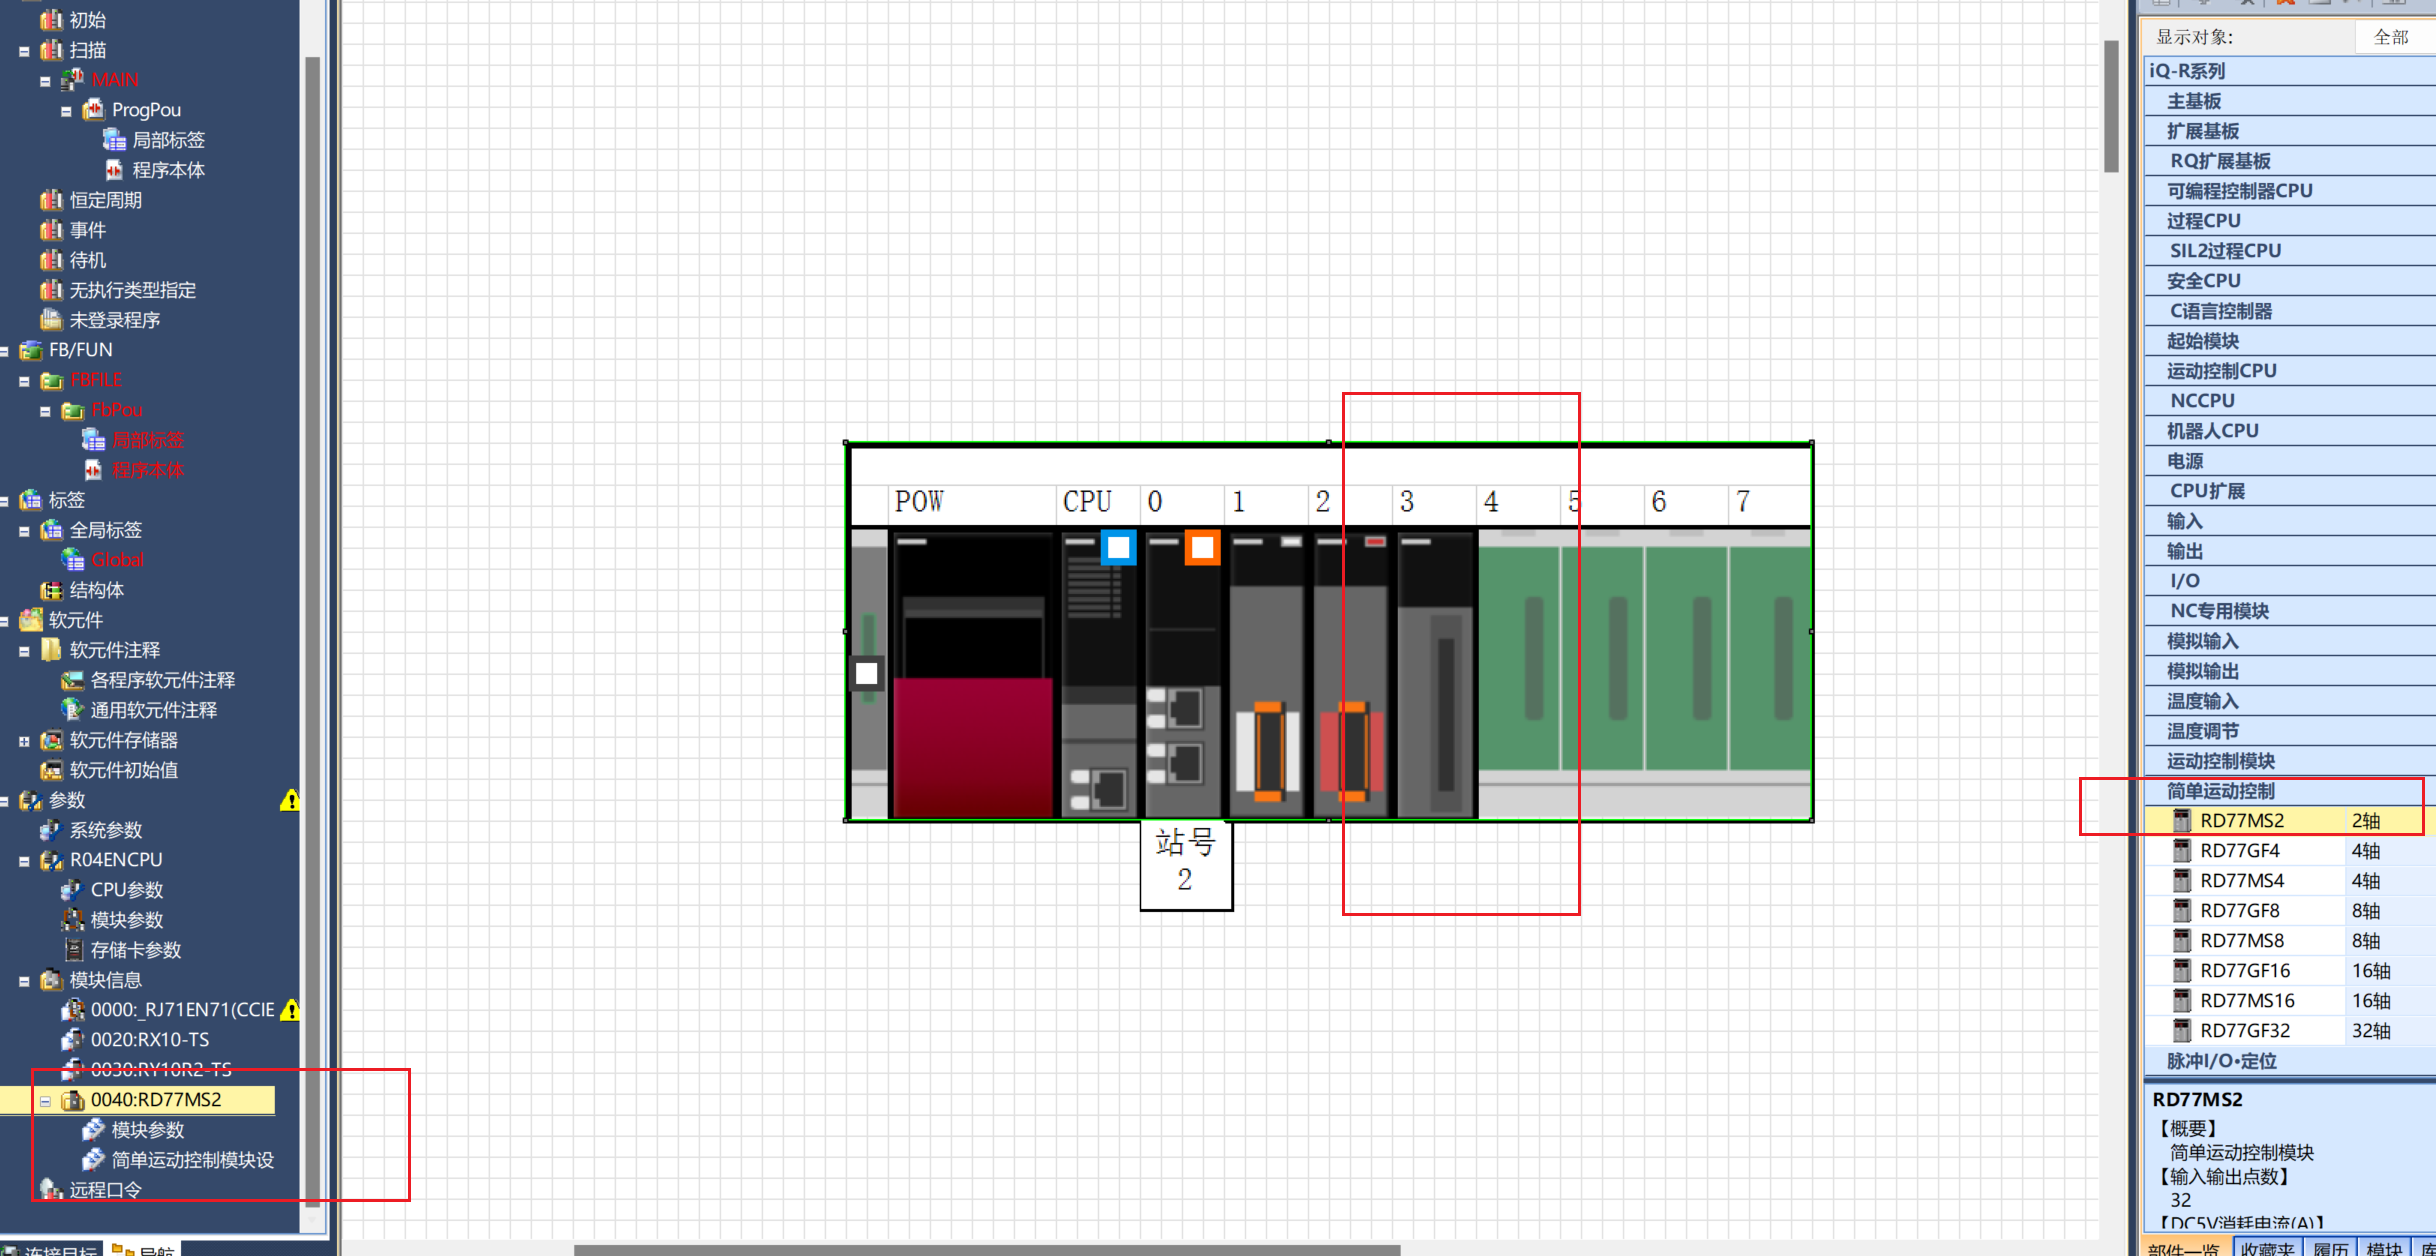 初始
扫描
MAIN
ProgPou
局部标签
程序本体
恒定周期
事件
待机
无执行类型指定
未登录程序
FB/FUN
FBFILE
FbPou
局部标签
程序本体
标签
全局标签
Global
结构体
软元件
软元件注释
各程序软元件注释
通用软元件注释
软元件存储器
软元件初始值
参数
系统参数
R04ENCPU
CPU参数
模块参数
存储卡参数
模块信息
0000:_RJ71EN71(CCIE
0020:RX10-TS
0030:RY10R2-TS
0040:RD77MS2
模块参数
简单运动控制模块设
远程口令
连接目标 导航
POW CPU 0 1 2 3 4 5 6 7
站号
2
显示对象: 全部
iQ-R系列
主基板
扩展基板
RQ扩展基板
可编程控制器CPU
过程CPU
SIL2过程CPU
安全CPU
C语言控制器
起始模块
运动控制CPU
NCCPU
机器人CPU
电源
CPU扩展
输入
输出
I/O
NC专用模块
模拟输入
模拟输出
温度输入
温度调节
运动控制模块
简单运动控制
RD77MS2 2轴
RD77GF4 4轴
RD77MS4 4轴
RD77GF8 8轴
RD77MS8 8轴
RD77GF16 16轴
RD77MS16 16轴
RD77GF32 32轴
脉冲I/O•定位
RD77MS2
【概要】
简单运动控制模块
【输入输出点数】
32
【DC5V消耗电流(A)】
部件一览 收藏夹 履历 模块